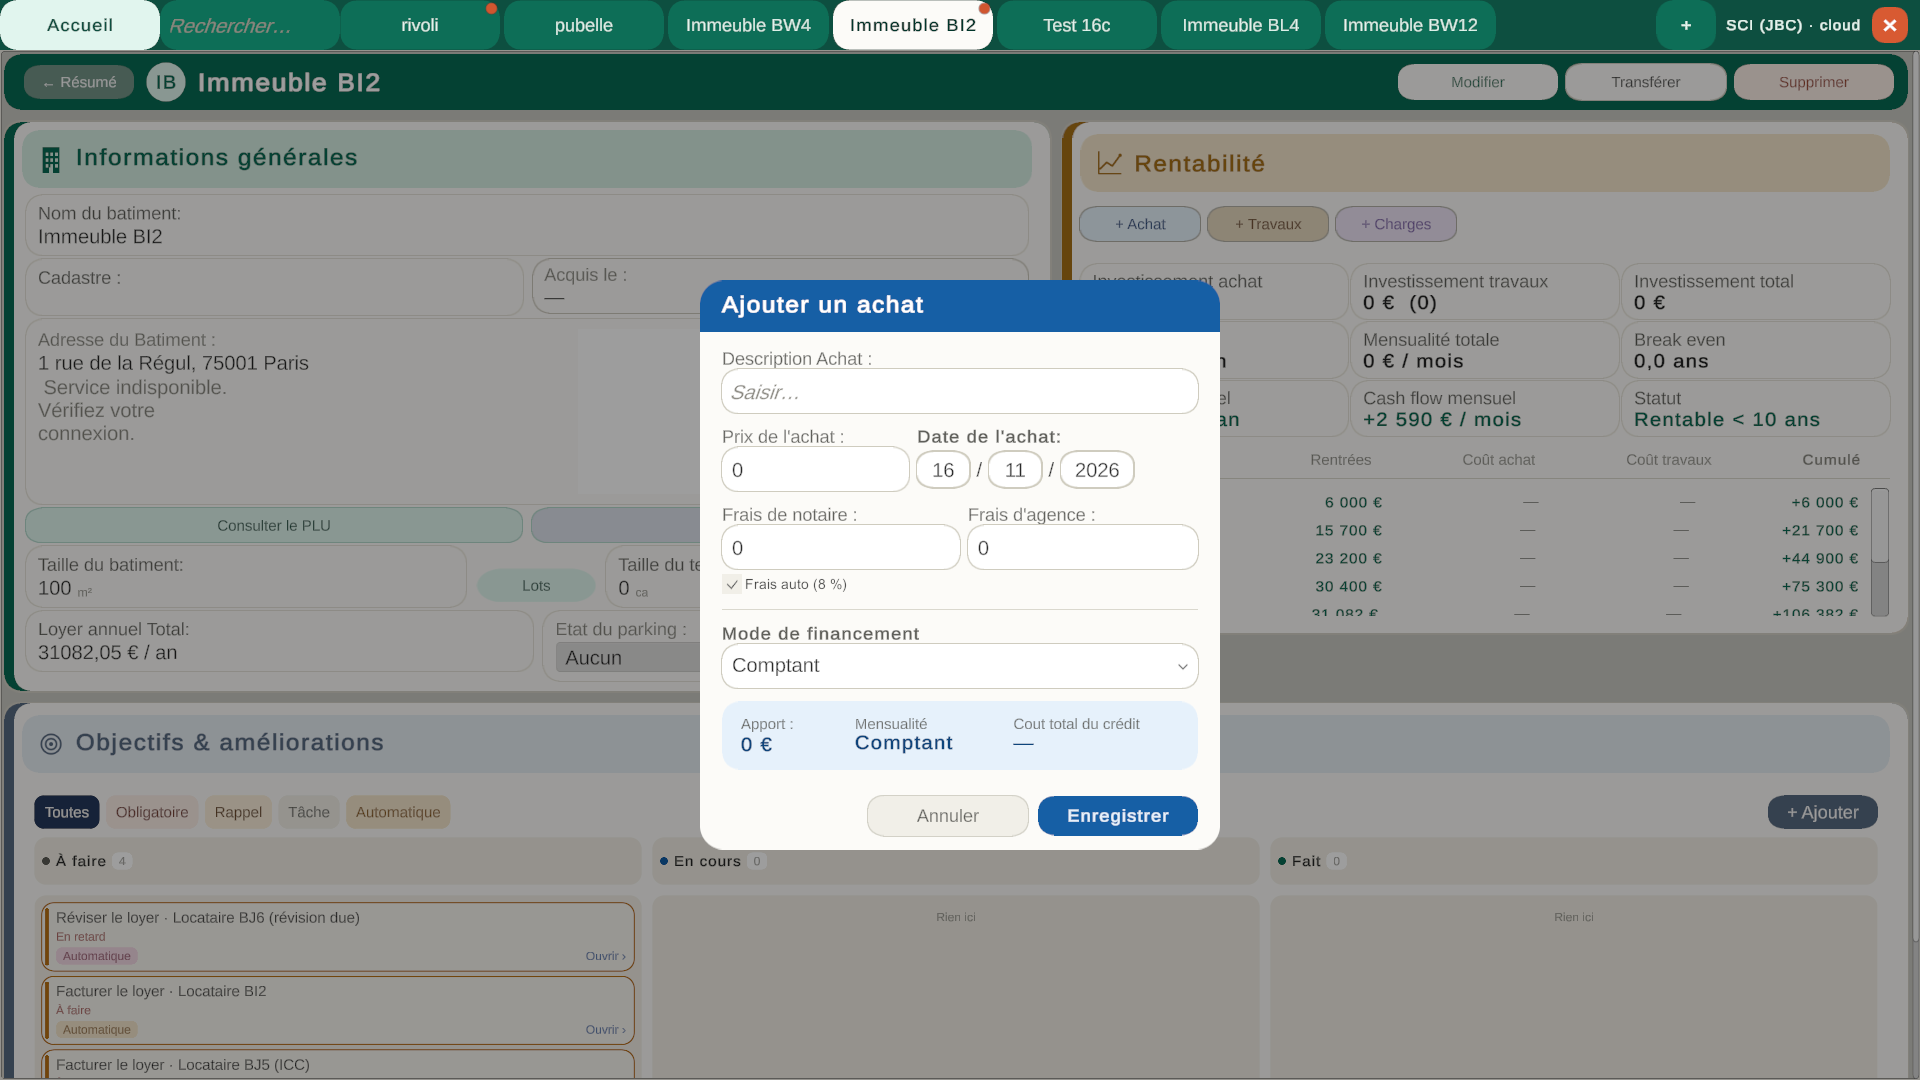 Accueil
Rechercher...
rivoli
pubelle
Immeuble BW4
Immeuble BI2
Test 16c
Immeuble BL4
Immeuble BW12
+
SCI (JBC) · cloud
← Résumé
IB
Immeuble BI2
Modifier
Transférer
Supprimer
Informations générales
Nom du batiment:
Immeuble BI2
Cadastre :
Acquis le :
—
Adresse du Batiment :
1 rue de la Régul, 75001 Paris
Service indisponible.
Vérifiez votre
connexion.
Consulter le PLU
Taille du batiment:
100 m²
Lots
Taille du te
0 ca
Loyer annuel Total:
31082,05 € / an
Etat du parking :
Aucun
Rentabilité
+ Achat
+ Travaux
+ Charges
Investissement achat
Investissement travaux
0 € (0)
Investissement total
0 €
Mensualité totale
0 € / mois
Break even
0,0 ans
Cash flow mensuel
+2 590 € / mois
Statut
Rentable < 10 ans
Rentrées
Coût achat
Coût travaux
Cumulé
6 000 € — — +6 000 €
15 700 € — — +21 700 €
23 200 € — — +44 900 €
30 400 € — — +75 300 €
31 082 € — — +106 382 €
Ajouter un achat
Description Achat :
Saisir...
Prix de l'achat :
0
Date de l'achat:
16 / 11 / 2026
Frais de notaire :
0
Frais d'agence :
0
Frais auto (8 %)
Mode de financement
Comptant
Apport :
0 €
Mensualité
Comptant
Cout total du crédit
—
Annuler
Enregistrer
Objectifs & améliorations
Toutes
Obligatoire
Rappel
Tâche
Automatique
+ Ajouter
À faire 4
En cours 0
Fait 0
Réviser le loyer · Locataire BJ6 (révision due)
En retard
Automatique
Ouvrir ›
Facturer le loyer · Locataire BI2
À faire
Automatique
Ouvrir ›
Facturer le loyer · Locataire BJ5 (ICC)
Rien ici
Rien ici